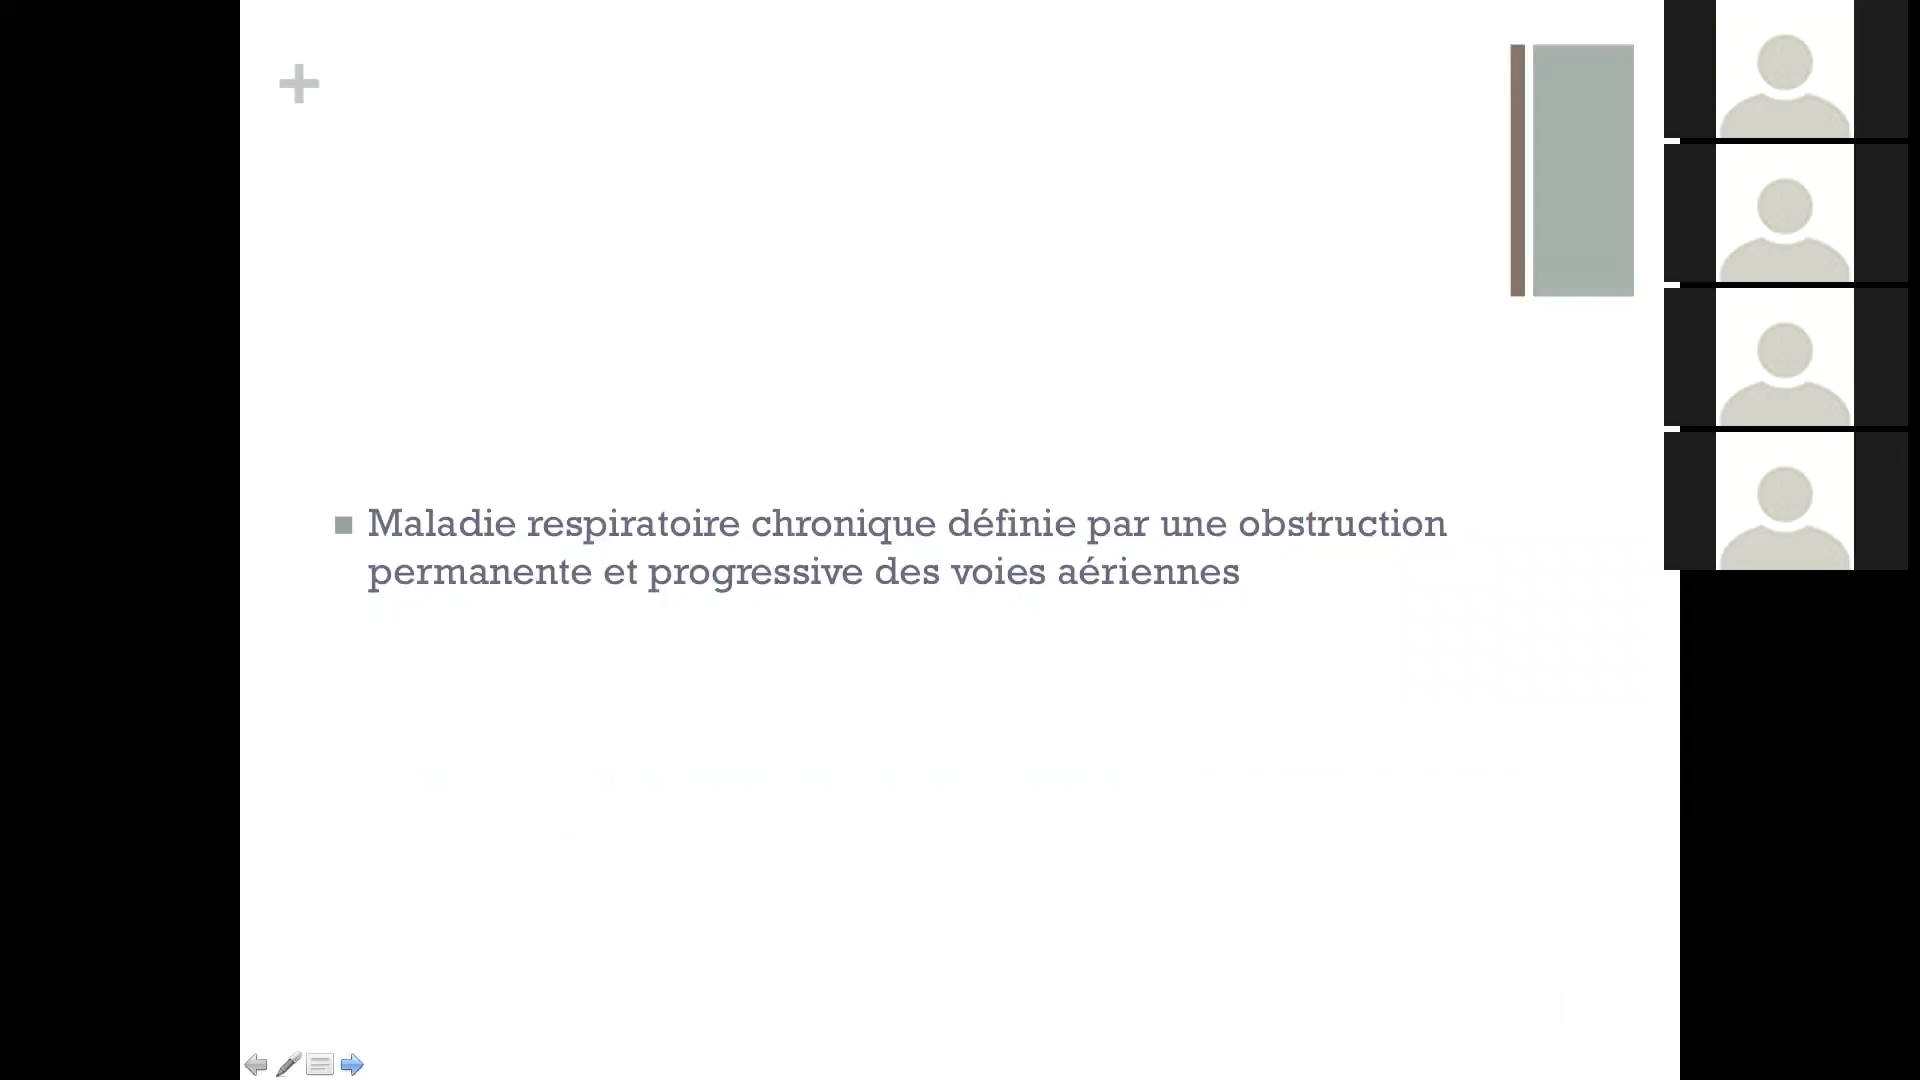 Maladie respiratoire chronique définie par une obstruction
permanente et progressive des voies aériennes